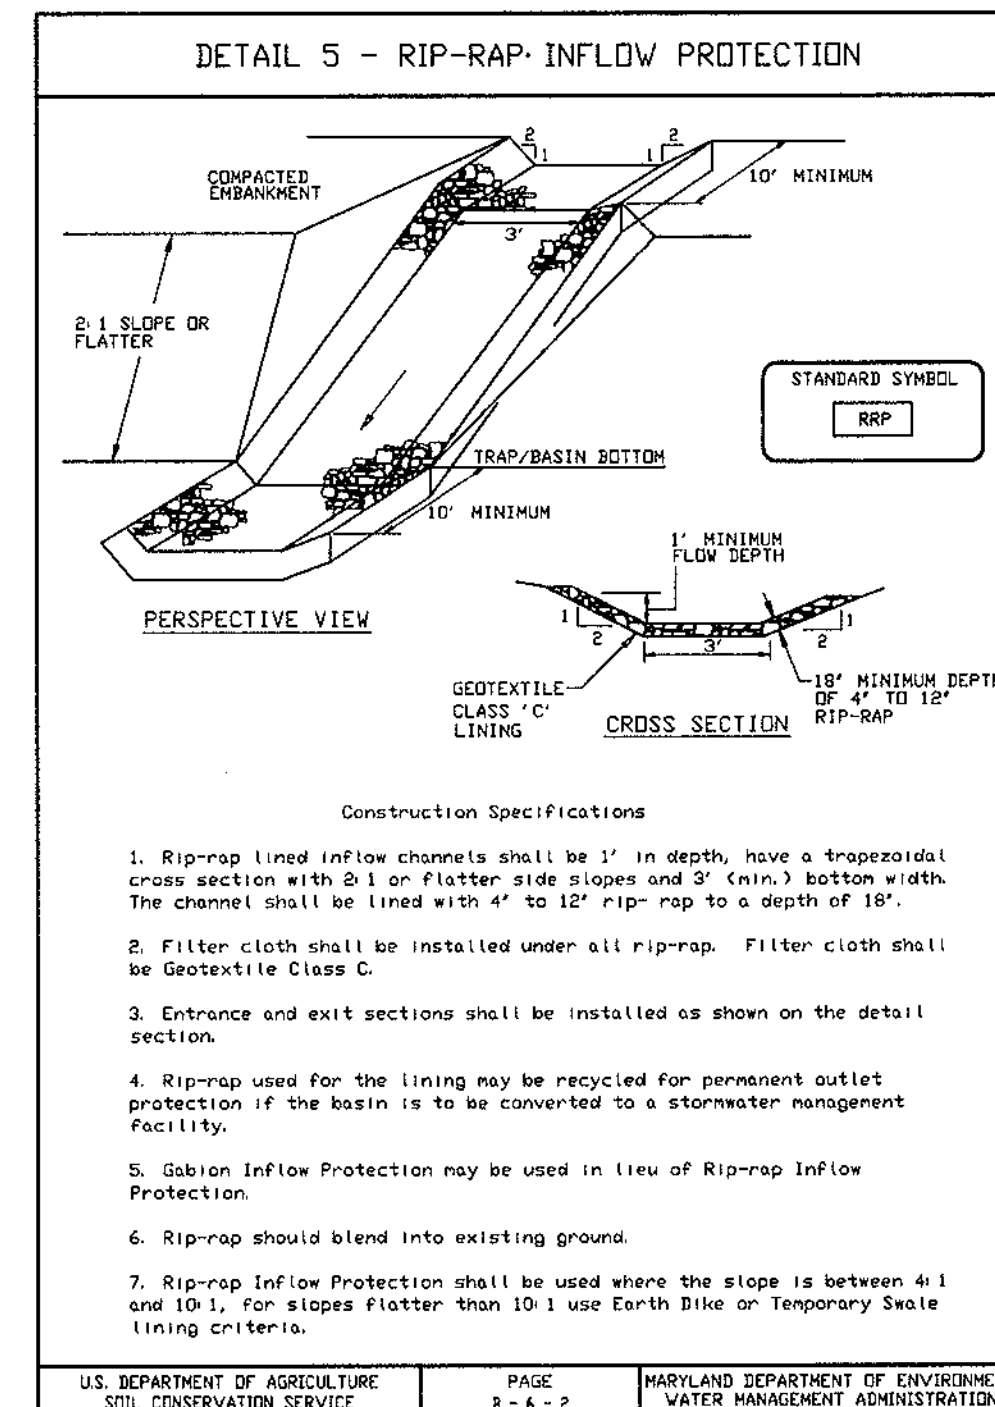 DETAIL 5 - RIP-RAP INFLOW PROTECTION
2
1
1
2
COMPACTED
EMBANKMENT
10' MINIMUM
3'
2:1 SLOPE OR
FLATTER
STANDARD SYMBOL
RRP
TRAP/BASIN BOTTOM
10' MINIMUM
1' MINIMUM
FLOW DEPTH
PERSPECTIVE VIEW
1
2
3'
2
1
GEOTEXTILE
CLASS 'C'
LINING
18" MINIMUM DEPTH
OF 4" TO 12"
RIP-RAP
CROSS SECTION
Construction Specifications
1. Rip-rap lined inflow channels shall be 1' in depth, have a trapezoidal
cross section with 2:1 or flatter side slopes and 3' (min.) bottom width.
The channel shall be lined with 4" to 12" rip- rap to a depth of 18".
2. Filter cloth shall be installed under all rip-rap. Filter cloth shall
be Geotextile Class C.
3. Entrance and exit sections shall be installed as shown on the detail
section.
4. Rip-rap used for the lining may be recycled for permanent outlet
protection if the basin is to be converted to a stormwater management
facility.
5. Gabion Inflow Protection may be used in lieu of Rip-rap Inflow
Protection.
6. Rip-rap should blend into existing ground.
7. Rip-rap Inflow Protection shall be used where the slope is between 4:1
and 10:1, for slopes flatter than 10:1 use Earth Dike or Temporary Swale
lining criteria.
U.S. DEPARTMENT OF AGRICULTURE
SOIL CONSERVATION SERVICE
PAGE
B - 6 - 2
MARYLAND DEPARTMENT OF ENVIRONME
WATER MANAGEMENT ADMINISTRATION